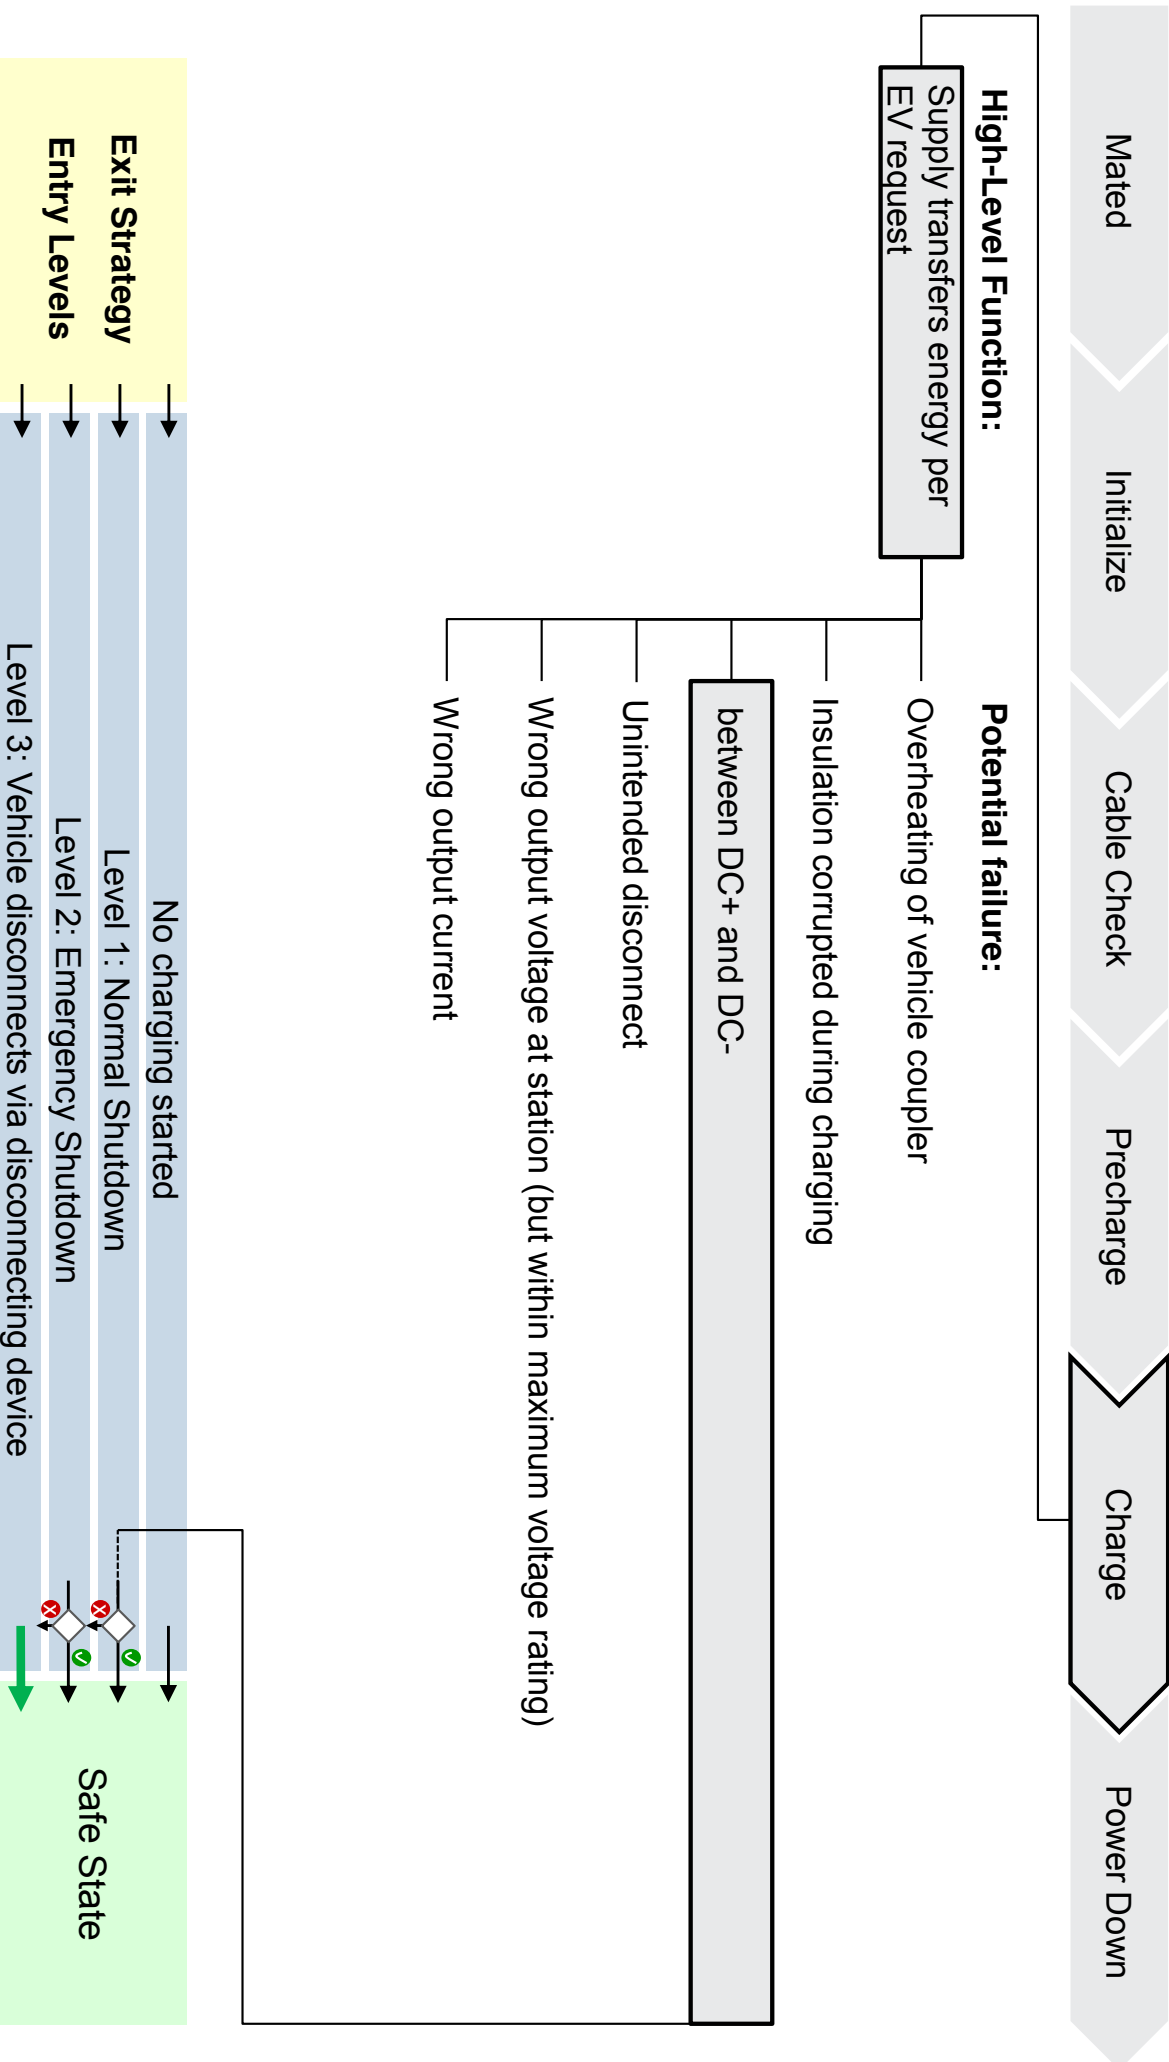 Mated
Initialize
Cable Check
Precharge
Charge
Power Down
High-Level Function:
Supply transfers energy per
EV request
Potential failure:
Overheating of vehicle coupler
Insulation corrupted during charging
between DC+ and DC-
Unintended disconnect
Wrong output voltage at station (but within maximum voltage rating)
Wrong output current
Exit Strategy
Entry Levels
No charging started
Level 1: Normal Shutdown
Level 2: Emergency Shutdown
Level 3: Vehicle disconnects via disconnecting device
Safe State